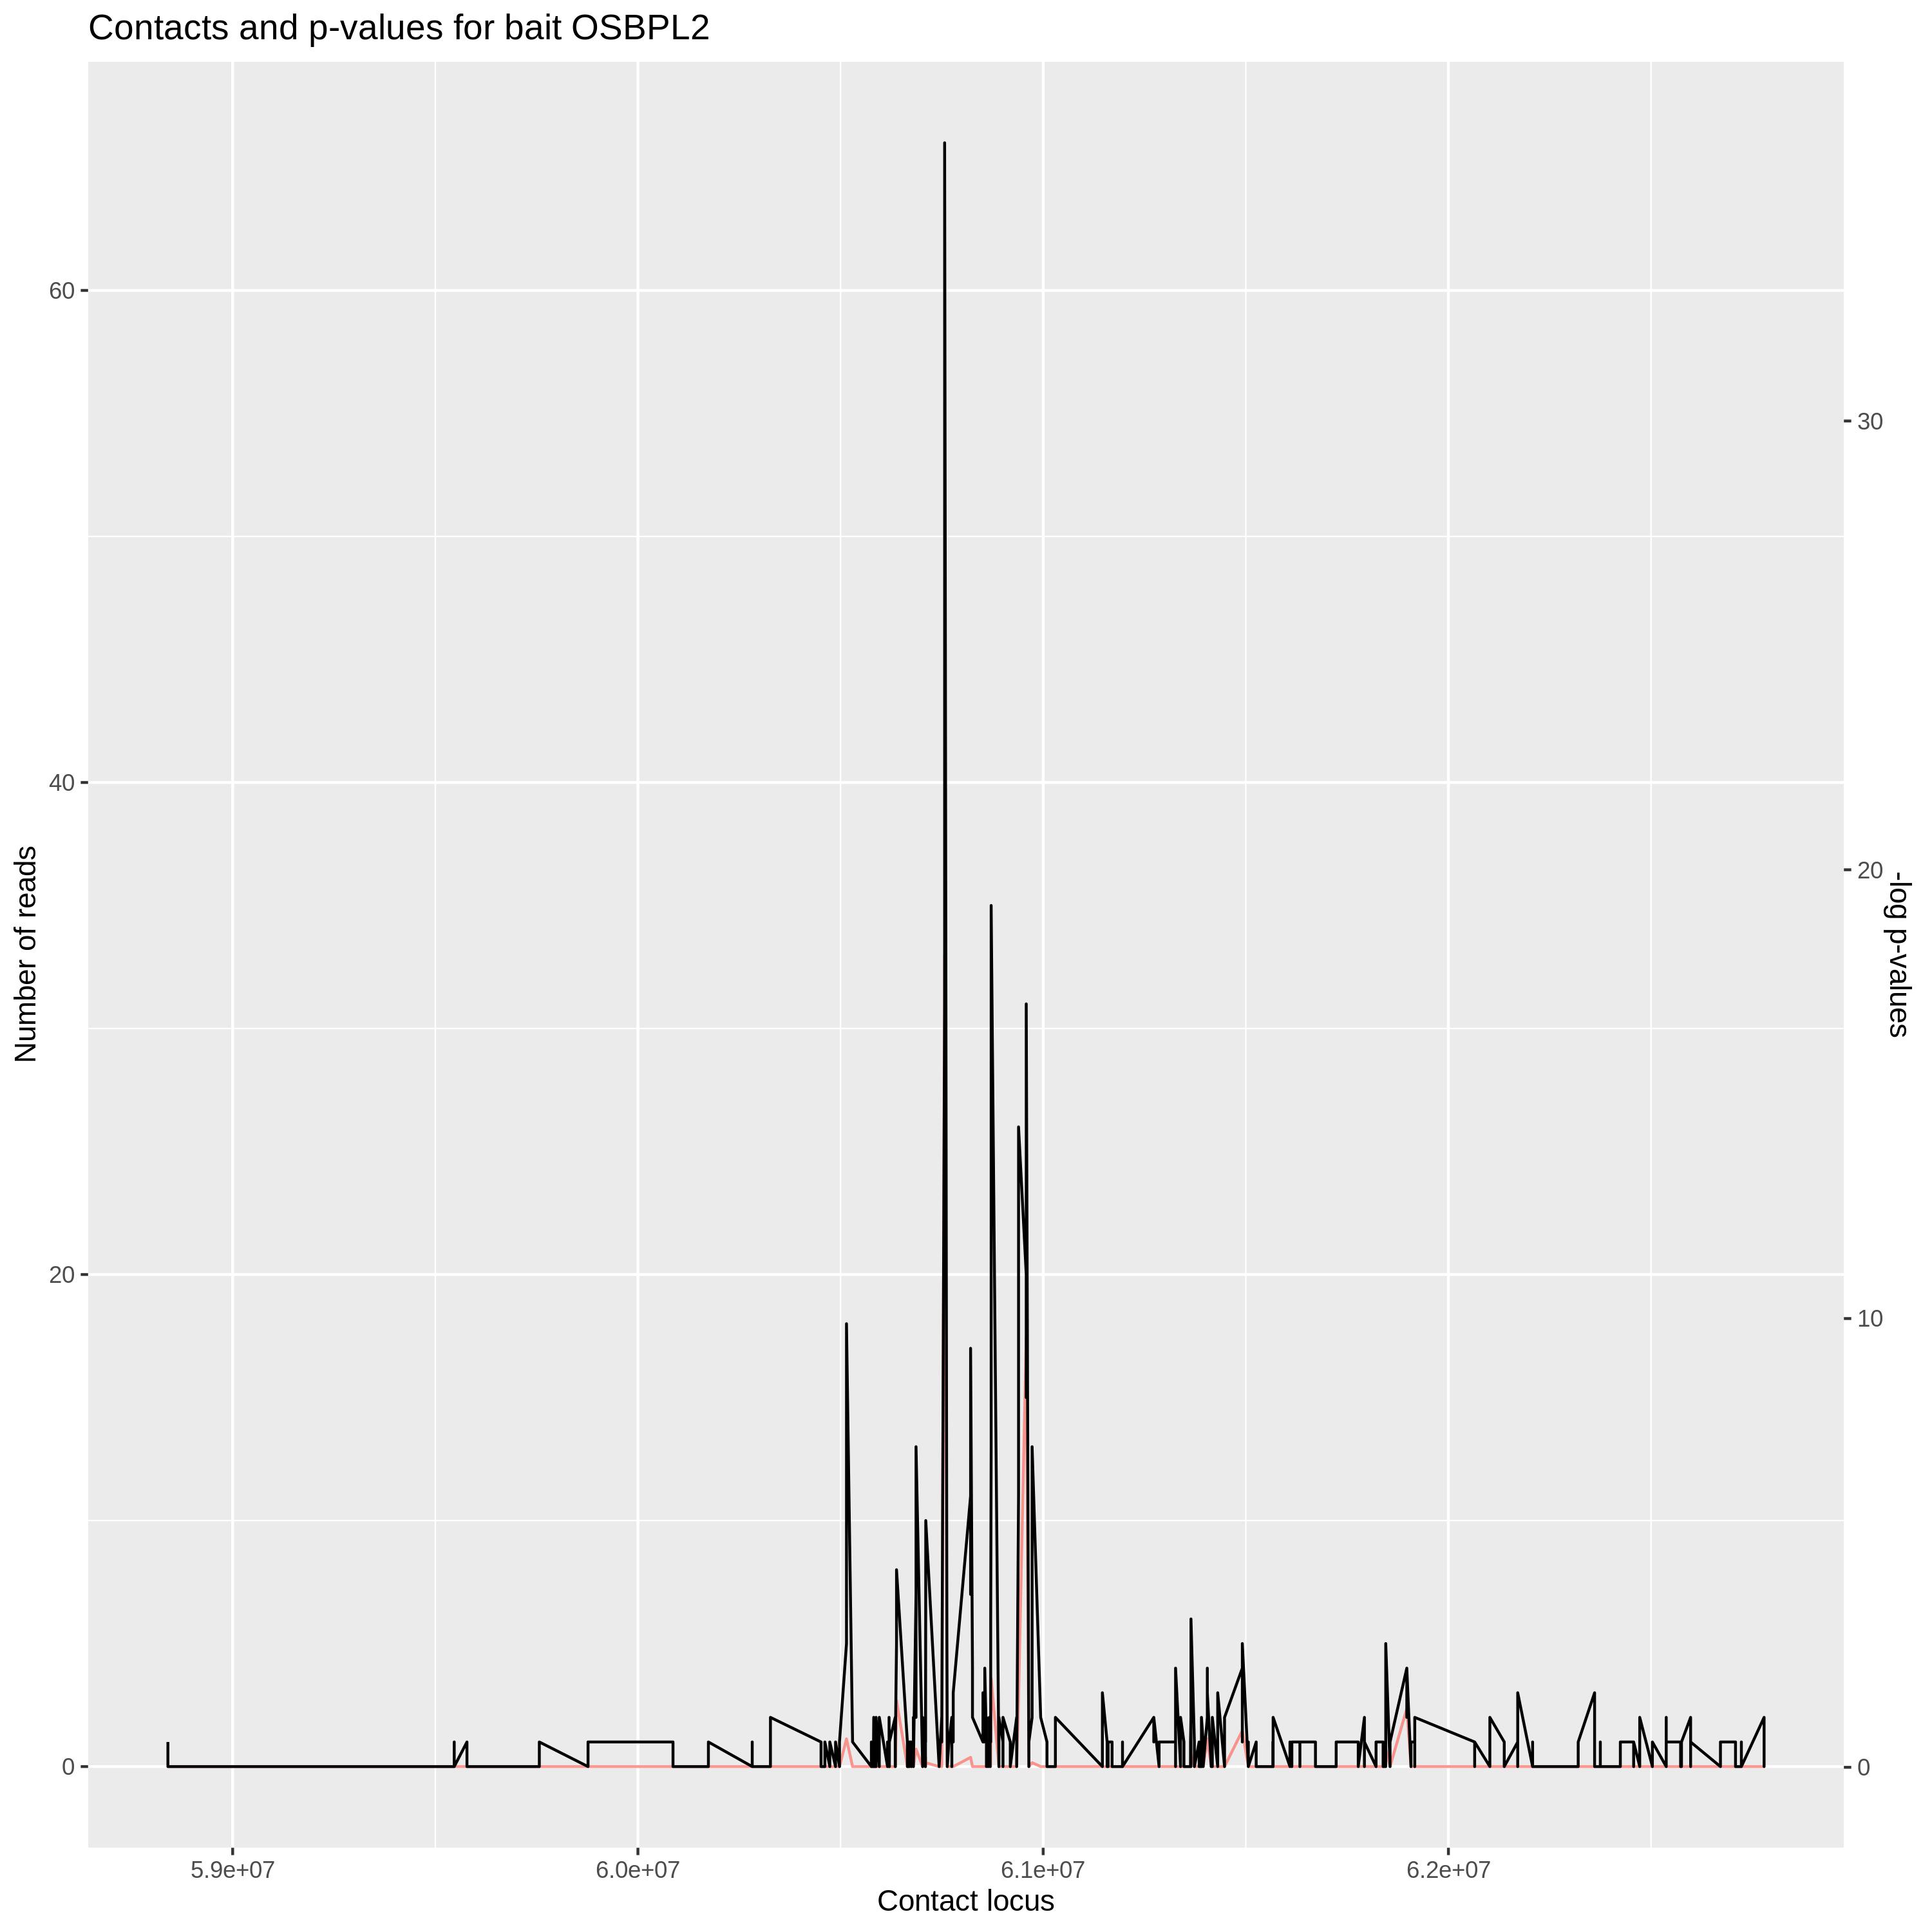 Contacts and p-values for bait OSBPL2
60
40
20
0
Number of reads
30
20
10
0
-log p-values
5.9e+07 6.0e+07 6.1e+07 6.2e+07
Contact locus